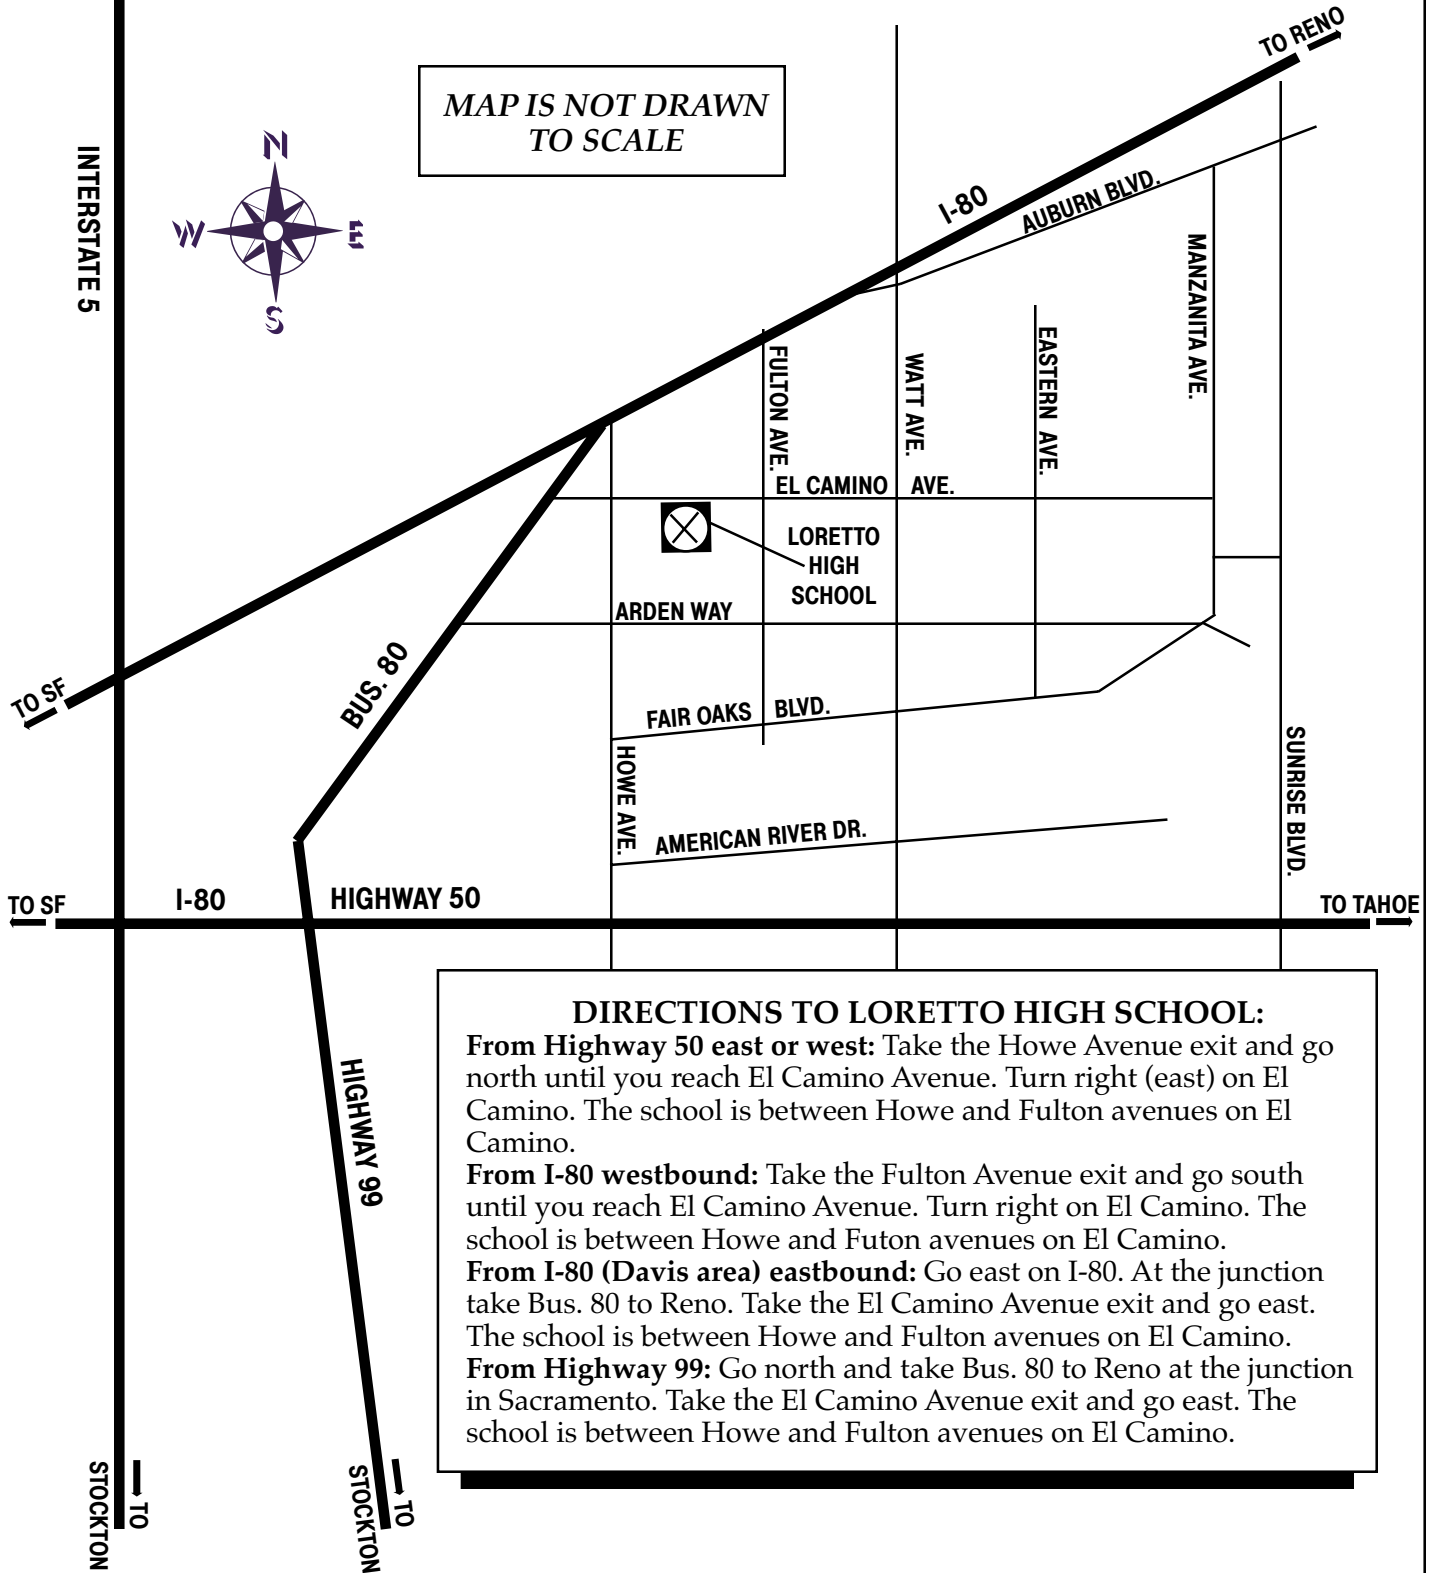 TO RENO
MAP IS NOT DRAWN
TO SCALE
N
W
E
S
INTERSTATE 5
I-80
AUBURN BLVD.
MANZANITA AVE.
FULTON AVE.
WATT AVE.
EASTERN AVE.
EL CAMINO AVE.
LORETTO
HIGH
SCHOOL
ARDEN WAY
BUS. 80
TO SF
FAIR OAKS BLVD.
HOWE AVE.
SUNRISE BLVD.
AMERICAN RIVER DR.
TO SF
I-80
HIGHWAY 50
TO TAHOE
HIGHWAY 99
DIRECTIONS TO LORETTO HIGH SCHOOL:
From Highway 50 east or west: Take the Howe Avenue exit and go
north until you reach El Camino Avenue. Turn right (east) on El
Camino. The school is between Howe and Fulton avenues on El
Camino.
From I-80 westbound: Take the Fulton Avenue exit and go south
until you reach El Camino Avenue. Turn right on El Camino. The
school is between Howe and Futon avenues on El Camino.
From I-80 (Davis area) eastbound: Go east on I-80. At the junction
take Bus. 80 to Reno. Take the El Camino Avenue exit and go east.
The school is between Howe and Fulton avenues on El Camino.
From Highway 99: Go north and take Bus. 80 to Reno at the junction
in Sacramento. Take the El Camino Avenue exit and go east. The
school is between Howe and Fulton avenues on El Camino.
TO
STOCKTON
TO
STOCKTON